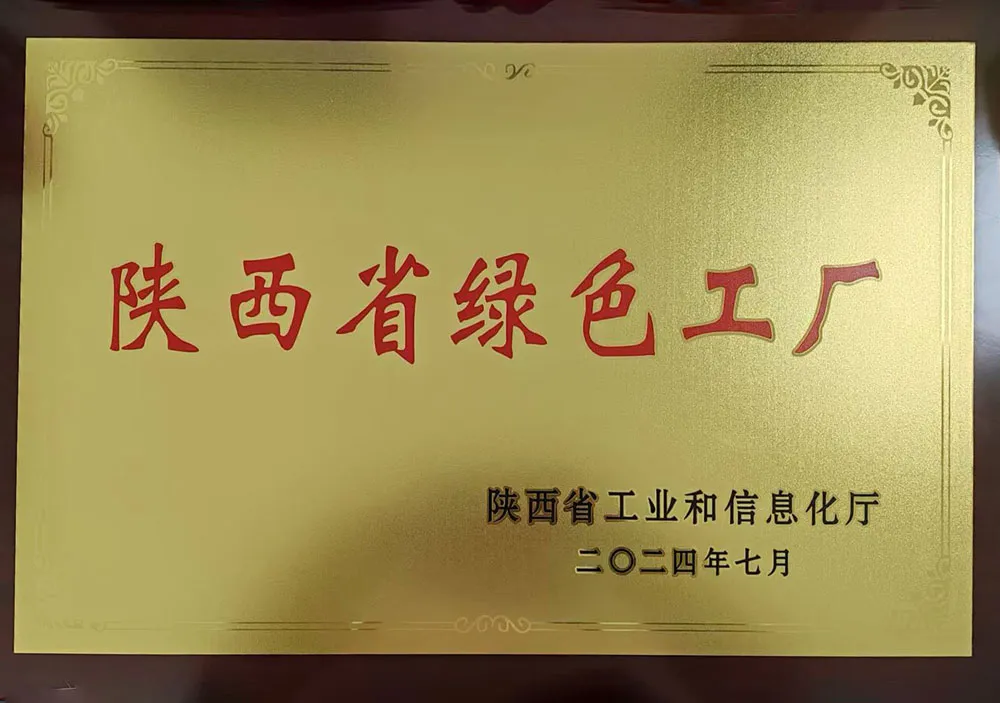 陕西省绿色工厂
陕西省工业和信息化厅
二〇二四年七月